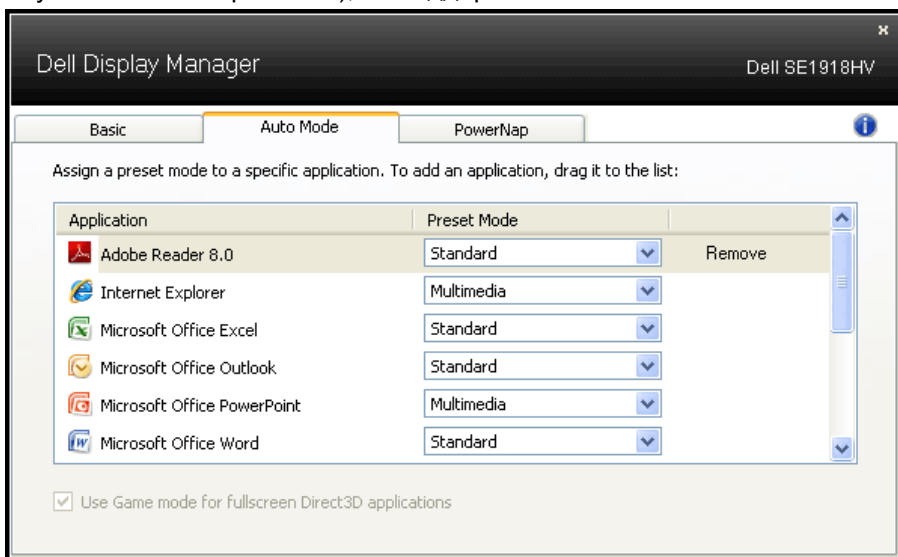 Dell Display Manager
Dell SE1918HV
Basic Auto Mode PowerNap
Assign a preset mode to a specific application. To add an application, drag it to the list:
Application Preset Mode
Adobe Reader 8.0 Standard Remove
Internet Explorer Multimedia
Microsoft Office Excel Standard
Microsoft Office Outlook Standard
Microsoft Office PowerPoint Multimedia
Microsoft Office Word Standard
Use Game mode for fullscreen Direct3D applications